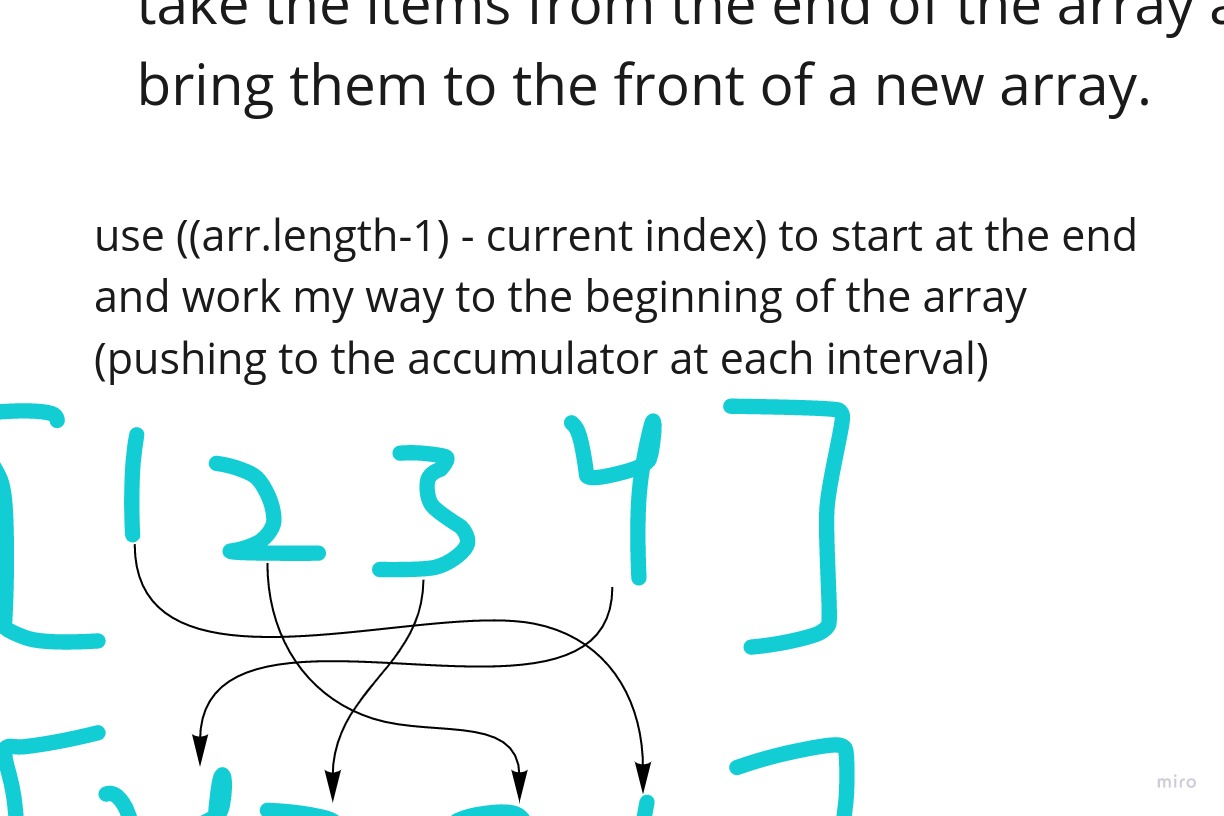 take the items from the end of the array a
bring them to the front of a new array.
use ((arr.length-1) - current index) to start at the end
and work my way to the beginning of the array
(pushing to the accumulator at each interval)
[ 1 2 3 4 ]
miro